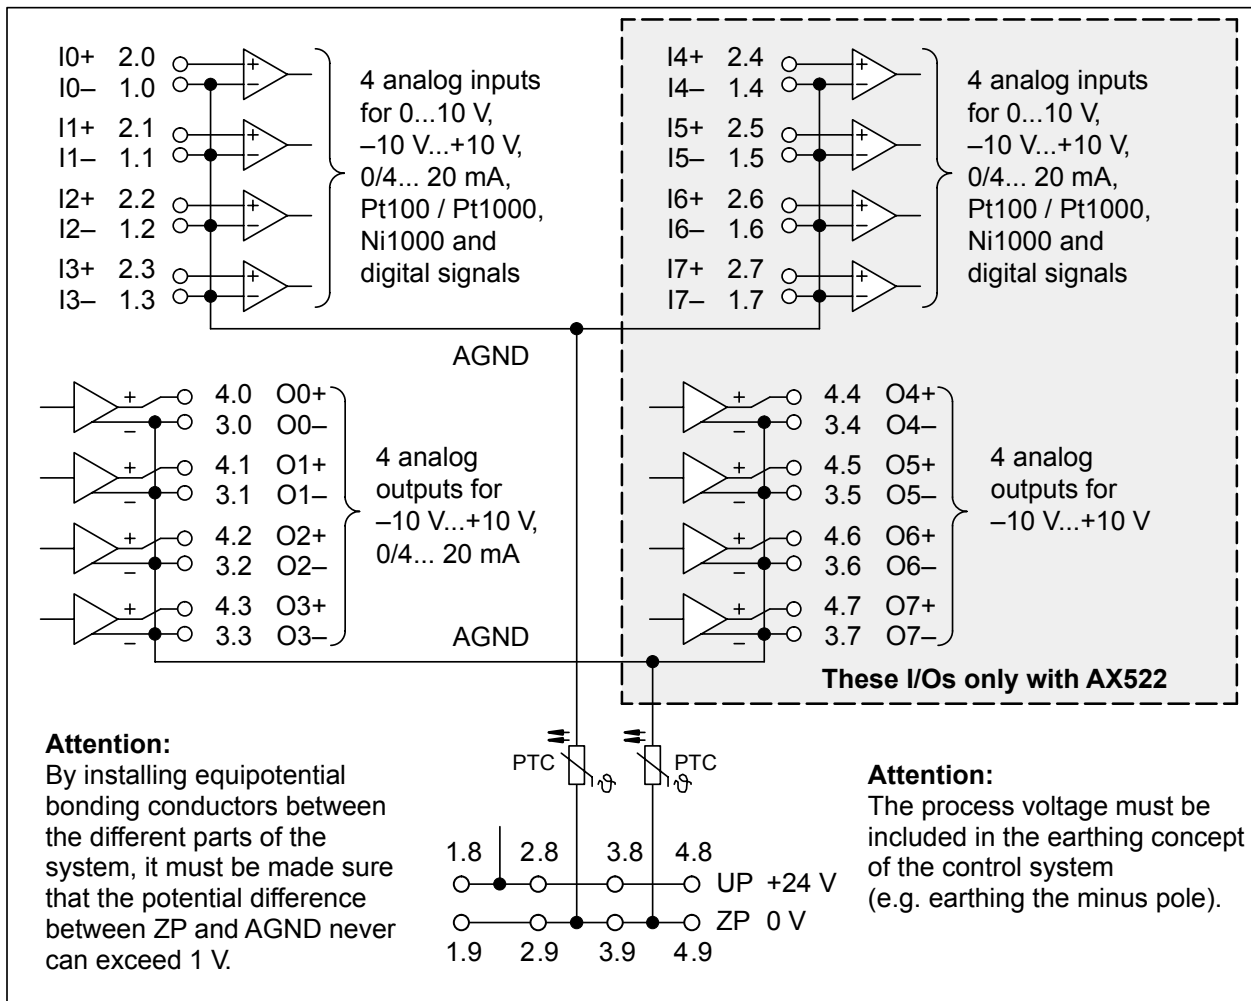 I0+ 2.0
I0– 1.0
I1+ 2.1
I1– 1.1
I2+ 2.2
I2– 1.2
I3+ 2.3
I3– 1.3
+
−
+
−
+
−
+
−
4 analog inputs
for 0...10 V,
–10 V...+10 V,
0/4... 20 mA,
Pt100 / Pt1000,
Ni1000 and
digital signals
I4+ 2.4
I4– 1.4
I5+ 2.5
I5– 1.5
I6+ 2.6
I6– 1.6
I7+ 2.7
I7– 1.7
+
−
+
−
+
−
+
−
4 analog inputs
for 0...10 V,
–10 V...+10 V,
0/4... 20 mA,
Pt100 / Pt1000,
Ni1000 and
digital signals
AGND
+
−
+
−
+
−
+
−
4.0 O0+
3.0 O0–
4.1 O1+
3.1 O1–
4.2 O2+
3.2 O2–
4.3 O3+
3.3 O3–
4 analog
outputs for
–10 V...+10 V,
0/4... 20 mA
+
−
+
−
+
−
+
−
4.4 O4+
3.4 O4–
4.5 O5+
3.5 O5–
4.6 O6+
3.6 O6–
4.7 O7+
3.7 O7–
4 analog
outputs for
–10 V...+10 V
AGND
These I/Os only with AX522
Attention:
By installing equipotential
bonding conductors between
the different parts of the
system, it must be made sure
that the potential difference
between ZP and AGND never
can exceed 1 V.
PTC
ϑ
PTC
ϑ
1.8 2.8 3.8 4.8
UP +24 V
ZP 0 V
1.9 2.9 3.9 4.9
Attention:
The process voltage must be
included in the earthing concept
of the control system
(e.g. earthing the minus pole).